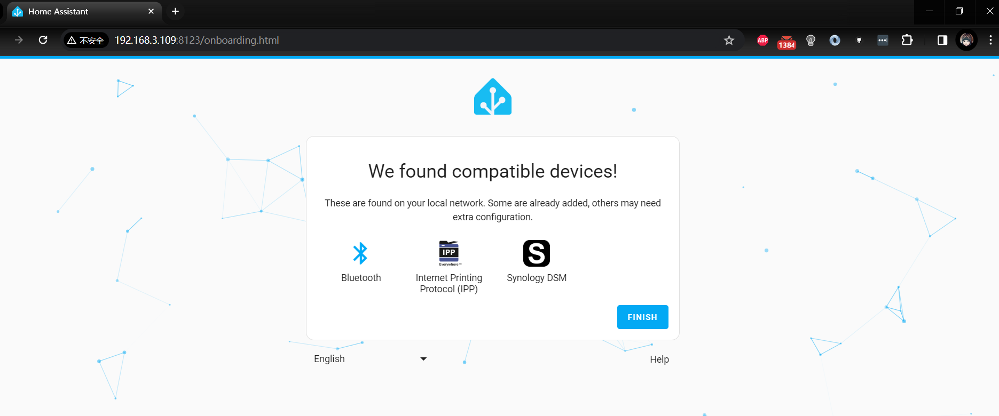 Home Assistant
不安全
192.168.3.109:8123/onboarding.html
ABP
1384
We found compatible devices!
These are found on your local network. Some are already added, others may need
extra configuration.
IPP
Everywhere™
S
Bluetooth
Internet Printing
Protocol (IPP)
Synology DSM
FINISH
English
Help